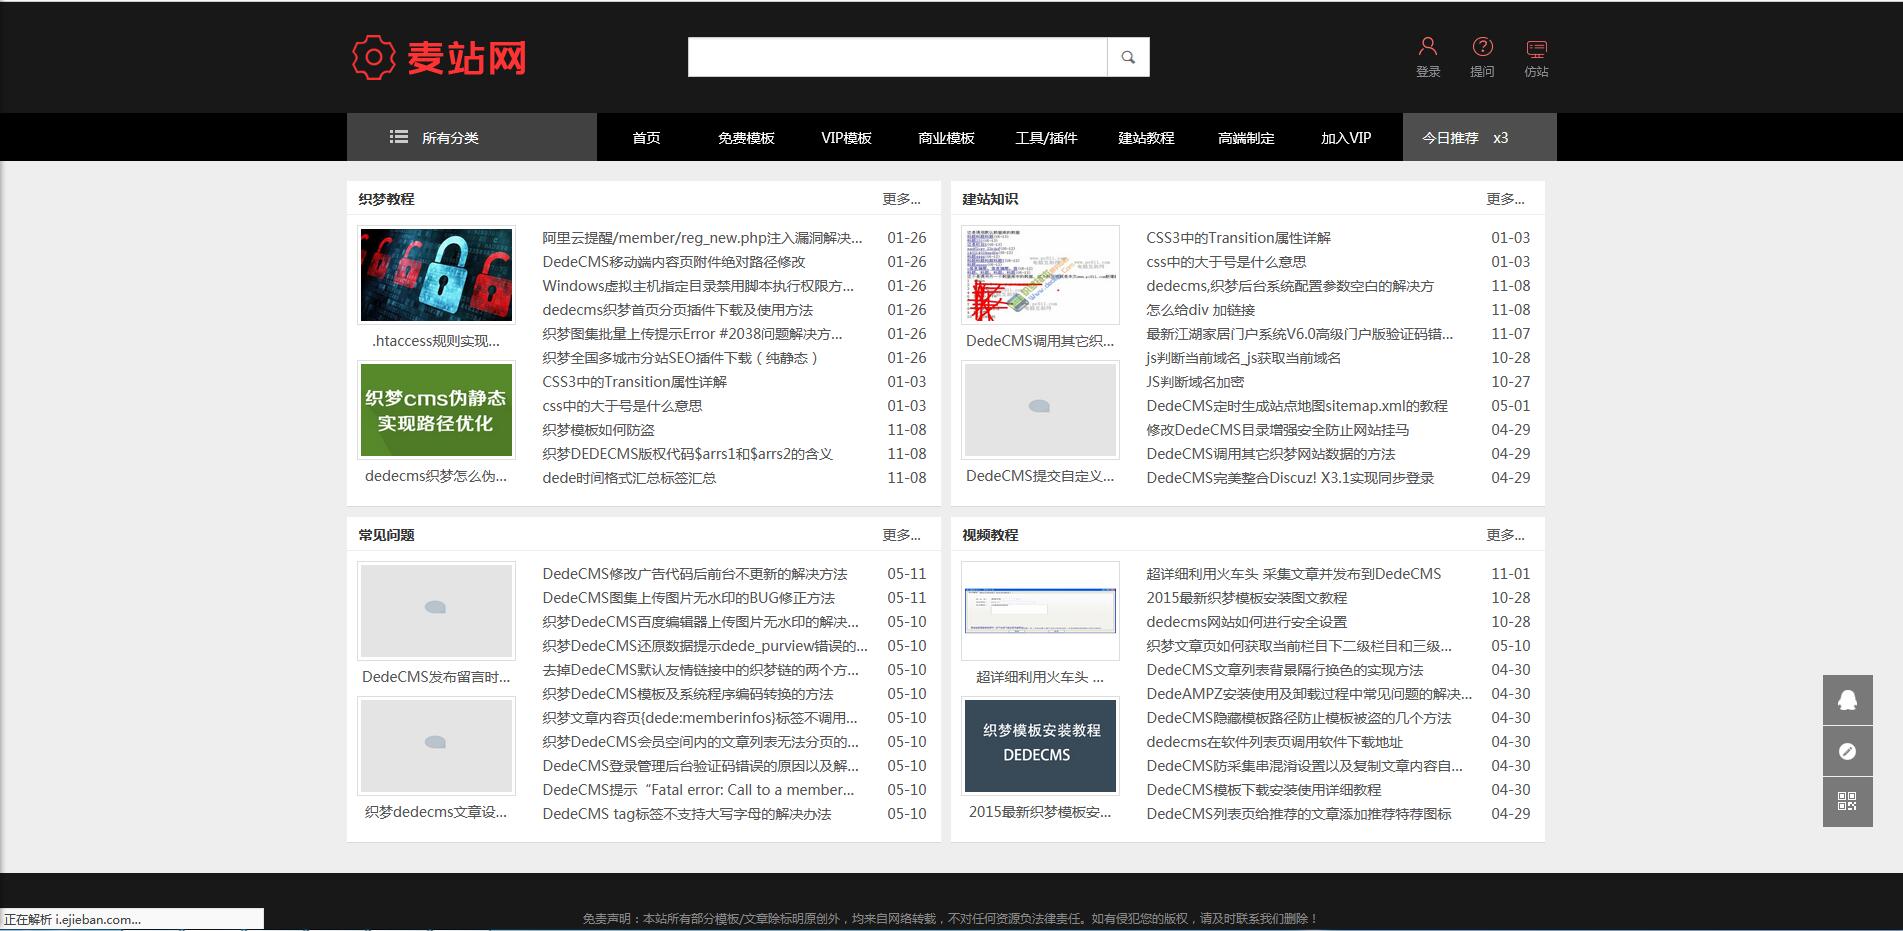 麦站网
登录 提问 仿站
所有分类 首页 免费模板 VIP模板 商业模板 工具/插件 建站教程 高端制定 加入VIP 今日推荐 x3
织梦教程 更多...
.htaccess规则实现...
织梦cms伪静态
实现路径优化
dedecms织梦怎么伪...
阿里云提醒/member/reg_new.php注入漏洞解决... 01-26
DedeCMS移动端内容页附件绝对路径修改 01-26
Windows虚拟主机指定目录禁用脚本执行权限方... 01-26
dedecms织梦首页分页插件下载及使用方法 01-26
织梦图集批量上传提示Error #2038问题解决方... 01-26
织梦全国多城市分站SEO插件下载（纯静态） 01-26
CSS3中的Transition属性详解 01-03
css中的大于号是什么意思 01-03
织梦模板如何防盗 11-08
织梦DEDECMS版权代码$arrs1和$arrs2的含义 11-08
dede时间格式汇总标签汇总 11-08
建站知识 更多...
DedeCMS调用其它织...
DedeCMS提交自定义...
CSS3中的Transition属性详解 01-03
css中的大于号是什么意思 01-03
dedecms,织梦后台系统配置参数空白的解决方 11-08
怎么给div 加链接 11-08
最新江湖家居门户系统V6.0高级门户版验证码错... 11-07
js判断当前域名_js获取当前域名 10-28
JS判断域名加密 10-27
DedeCMS定时生成站点地图sitemap.xml的教程 05-01
修改DedeCMS目录增强安全防止网站挂马 04-29
DedeCMS调用其它织梦网站数据的方法 04-29
DedeCMS完美整合Discuz! X3.1实现同步登录 04-29
常见问题 更多...
DedeCMS发布留言时...
织梦dedecms文章设...
DedeCMS修改广告代码后前台不更新的解决方法 05-11
DedeCMS图集上传图片无水印的BUG修正方法 05-11
织梦DedeCMS百度编辑器上传图片无水印的解决... 05-10
织梦DedeCMS还原数据提示dede_purview错误的... 05-10
去掉DedeCMS默认友情链接中的织梦链的两个方... 05-10
织梦DedeCMS模板及系统程序编码转换的方法 05-10
织梦文章内容页{dede:memberinfos}标签不调用... 05-10
织梦DedeCMS会员空间内的文章列表无法分页的... 05-10
DedeCMS登录管理后台验证码错误的原因以及解... 05-10
DedeCMS提示“Fatal error: Call to a member... 05-10
DedeCMS tag标签不支持大写字母的解决办法 05-10
视频教程 更多...
超详细利用火车头 ...
织梦模板安装教程
DEDECMS
2015最新织梦模板安...
超详细利用火车头 采集文章并发布到DedeCMS 11-01
2015最新织梦模板安装图文教程 10-28
dedecms网站如何进行安全设置 10-28
织梦文章页如何获取当前栏目下二级栏目和三级... 05-10
DedeCMS文章列表背景隔行换色的实现方法 04-30
DedeAMPZ安装使用及卸载过程中常见问题的解决... 04-30
DedeCMS隐藏模板路径防止模板被盗的几个方法 04-30
dedecms在软件列表页调用软件下载地址 04-30
DedeCMS防采集串混淆设置以及复制文章内容自... 04-30
DedeCMS模板下载安装使用详细教程 04-30
DedeCMS列表页给推荐的文章添加推荐特荐图标 04-29
免责声明：本站所有部分模板/文章除标明原创外，均来自网络转载，不对任何资源负法律责任。如有侵犯您的版权，请及时联系我们删除！
正在解析 i.ejieban.com...